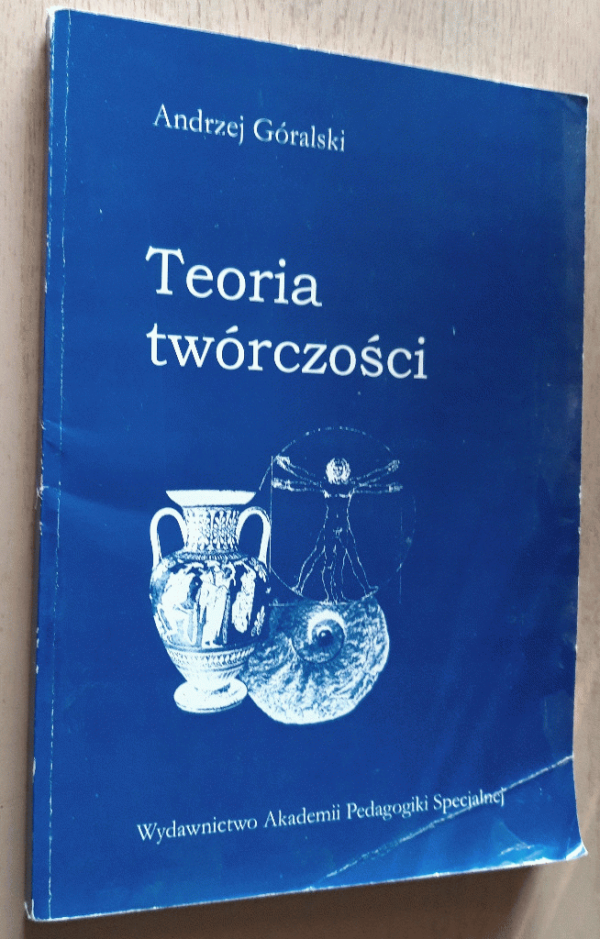 Andrzej Góralski
Teoria
twórczości
Wydawnictwo Akademii Pedagogiki Specjalnej